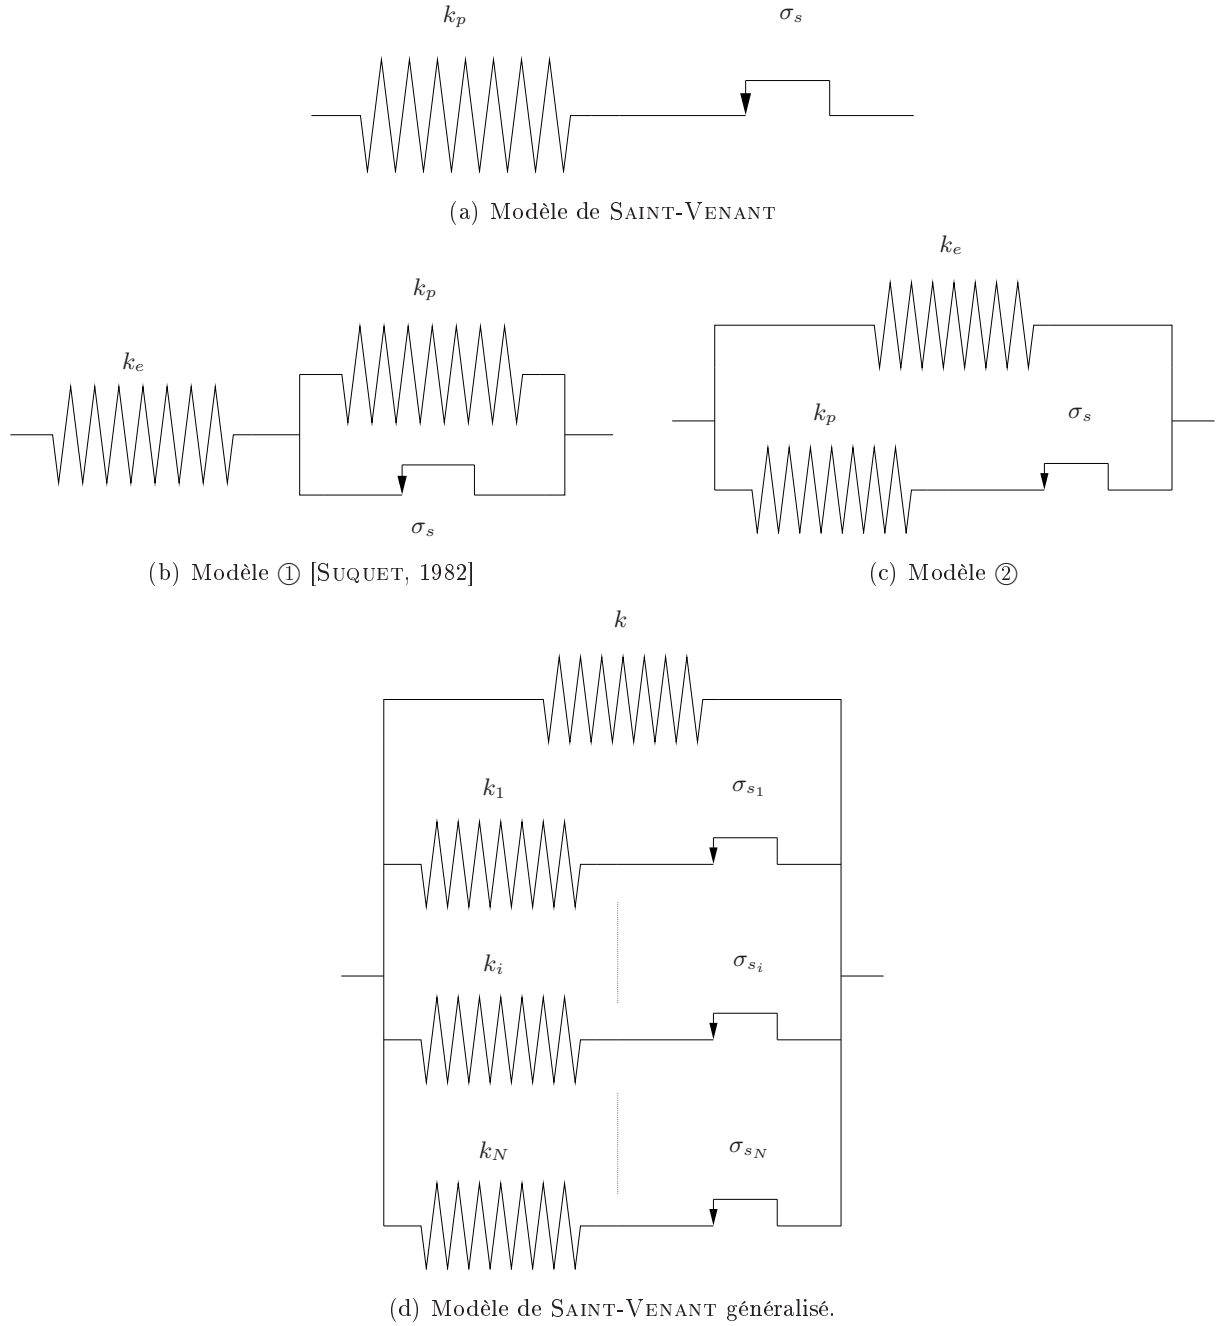 k_p σ_s
(a) Modèle de SAINT-VENANT
k_e k_p σ_s
(b) Modèle ① [SUQUET, 1982]
k_e k_p σ_s
(c) Modèle ②
k
k_1 σ_{s_1}
k_i σ_{s_i}
k_N σ_{s_N}
(d) Modèle de SAINT-VENANT généralisé.